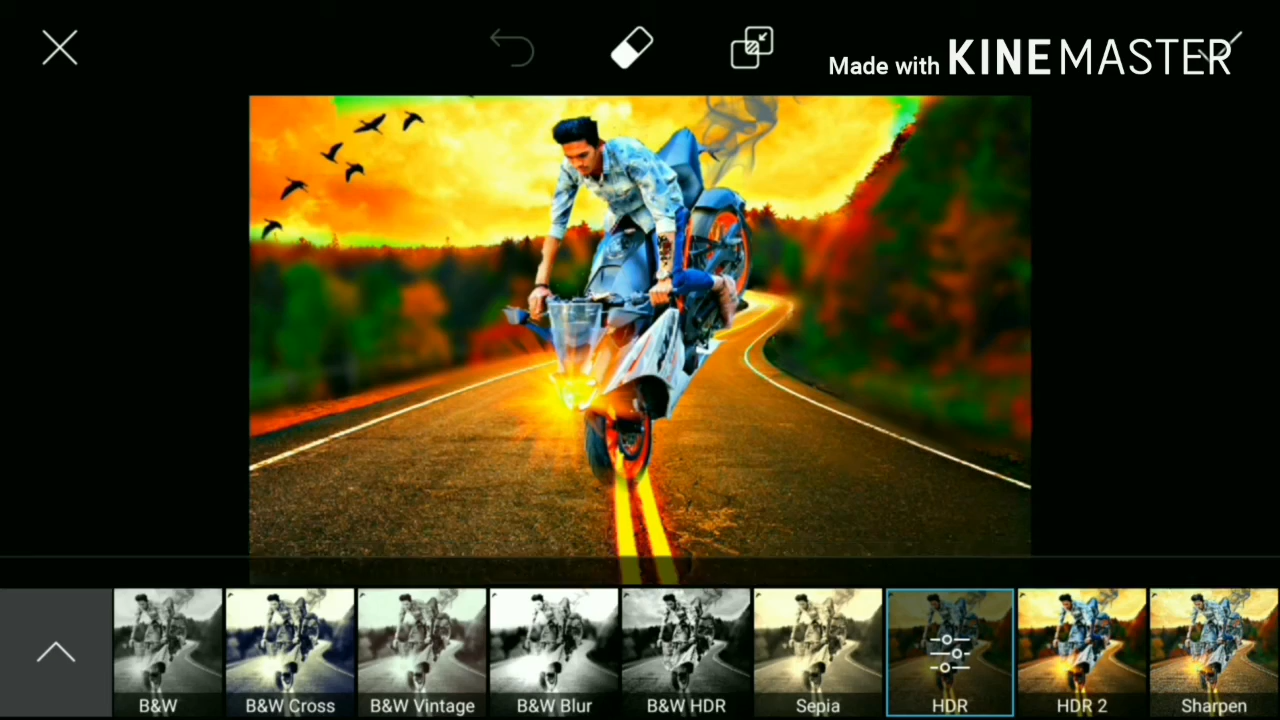 Made with KINEMASTER
B&W
B&W Cross
B&W Vintage
B&W Blur
B&W HDR
Sepia
HDR
HDR 2
Sharpen